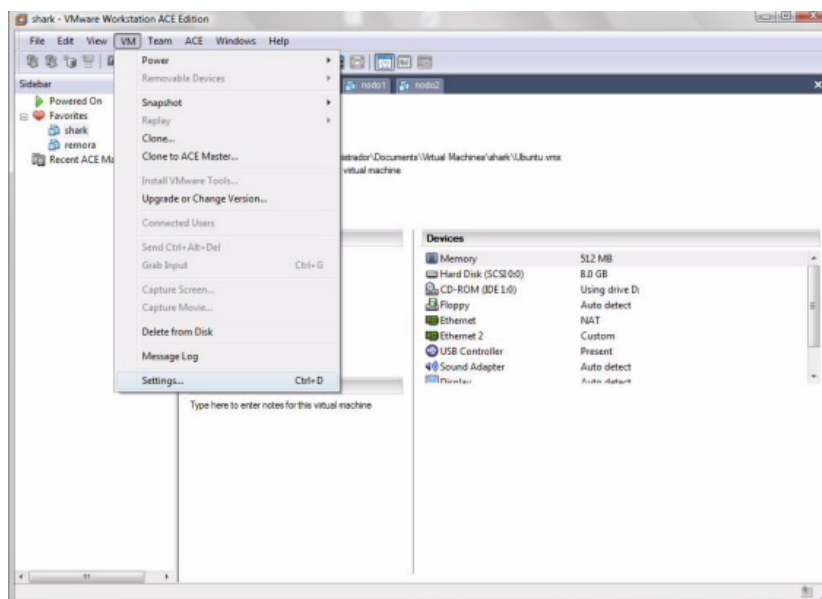 shark - VMware Workstation ACE Edition
File Edit View VM Team ACE Windows Help
Sidebar
Powered On
Favorites
shark
remora
Recent ACE Ma
Power
Removable Devices
Snapshot
Replay
Clone...
Clone to ACE Master...
Install VMware Tools...
Upgrade or Change Version...
Connected Users
Send Ctrl+Alt+Del
Grab Input Ctrl+G
Capture Screen...
Capture Movie...
Delete from Disk
Message Log
Settings... Ctrl+D
nodo1 nodo2
istrador\Documents\Virtual Machines\shark\Ubuntu.vmx
virtual machine
Devices
Memory 512 MB
Hard Disk (SCSI 0:0) 8.0 GB
CD-ROM (IDE 1:0) Using drive D:
Floppy Auto detect
Ethernet NAT
Ethernet 2 Custom
USB Controller Present
Sound Adapter Auto detect
Display Auto detect
Type here to enter notes for this virtual machine